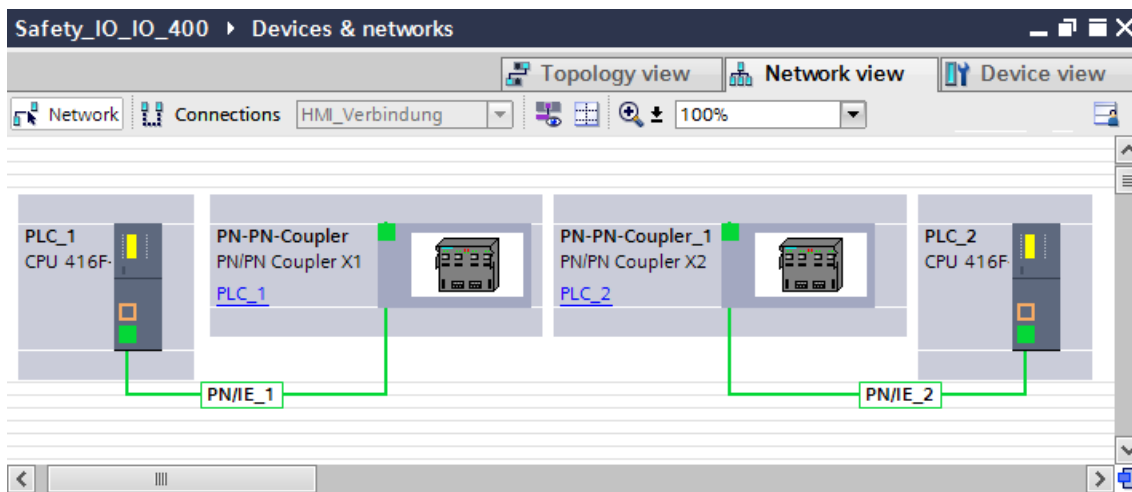 Safety_IO_IO_400 ▸ Devices & networks
Topology view Network view Device view
Network Connections HMI_Verbindung 100%
PLC_1 PN-PN-Coupler PN-PN-Coupler_1 PLC_2
CPU 416F- PN/PN Coupler X1 PN/PN Coupler X2 CPU 416F-
PLC_1 PLC_2
PN/IE_1 PN/IE_2